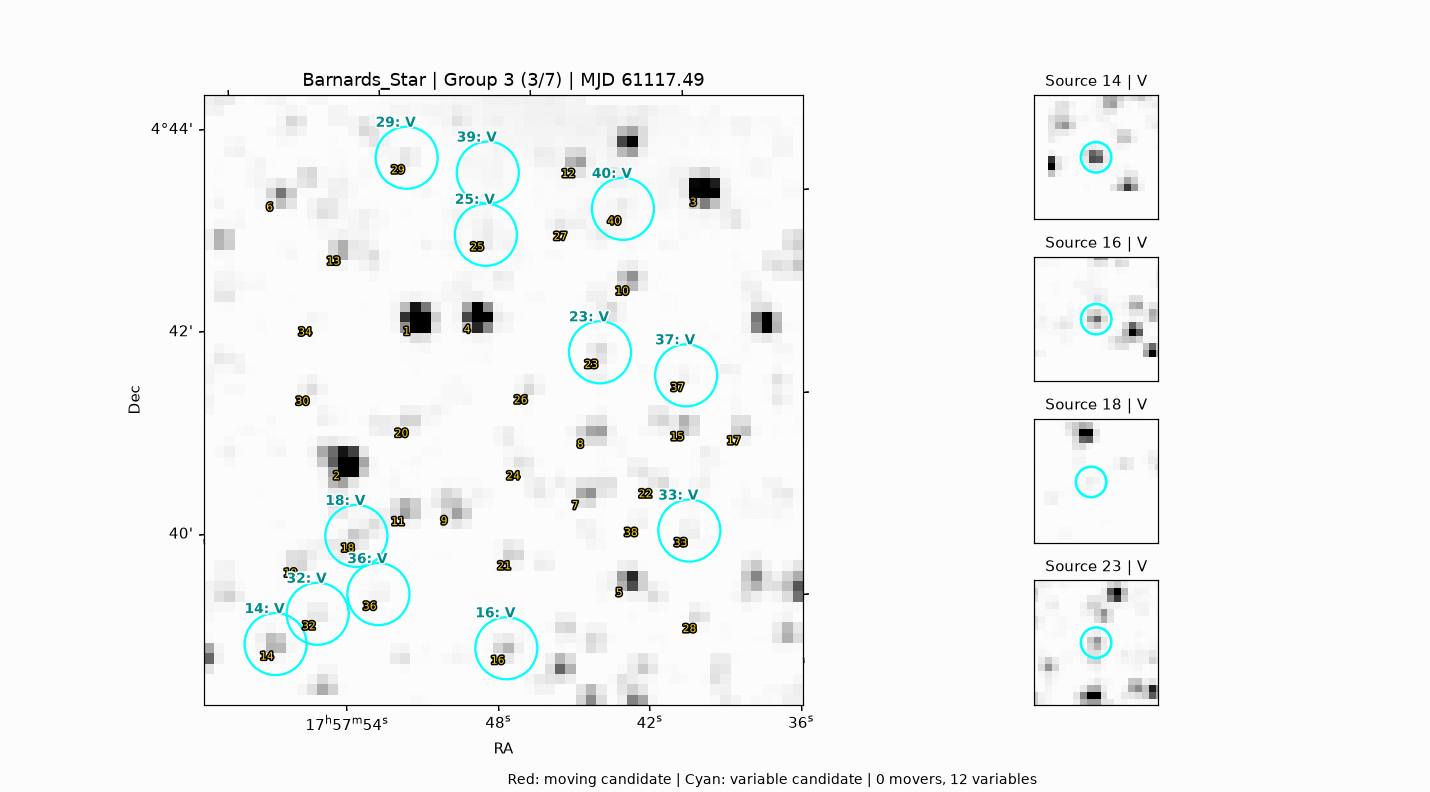 Barnards_Star | Group 3 (3/7) | MJD 61117.49
Source 14 | V
4°44'
29: V
39: V
29
12
40: V
25: V
3
6
40
25
27
13
Source 16 | V
10
42'
34
1
4
23: V
37: V
23
37
Dec
30
26
Source 18 | V
20
8
15
17
2
24
7
22
33: V
18: V
11
9
40'
38
33
18
36: V
21
Source 23 | V
32: V
5
36
14: V
16: V
32
28
14
16
17ʰ57ᵐ54ˢ
48ˢ
42ˢ
36ˢ
RA
Red: moving candidate | Cyan: variable candidate | 0 movers, 12 variables